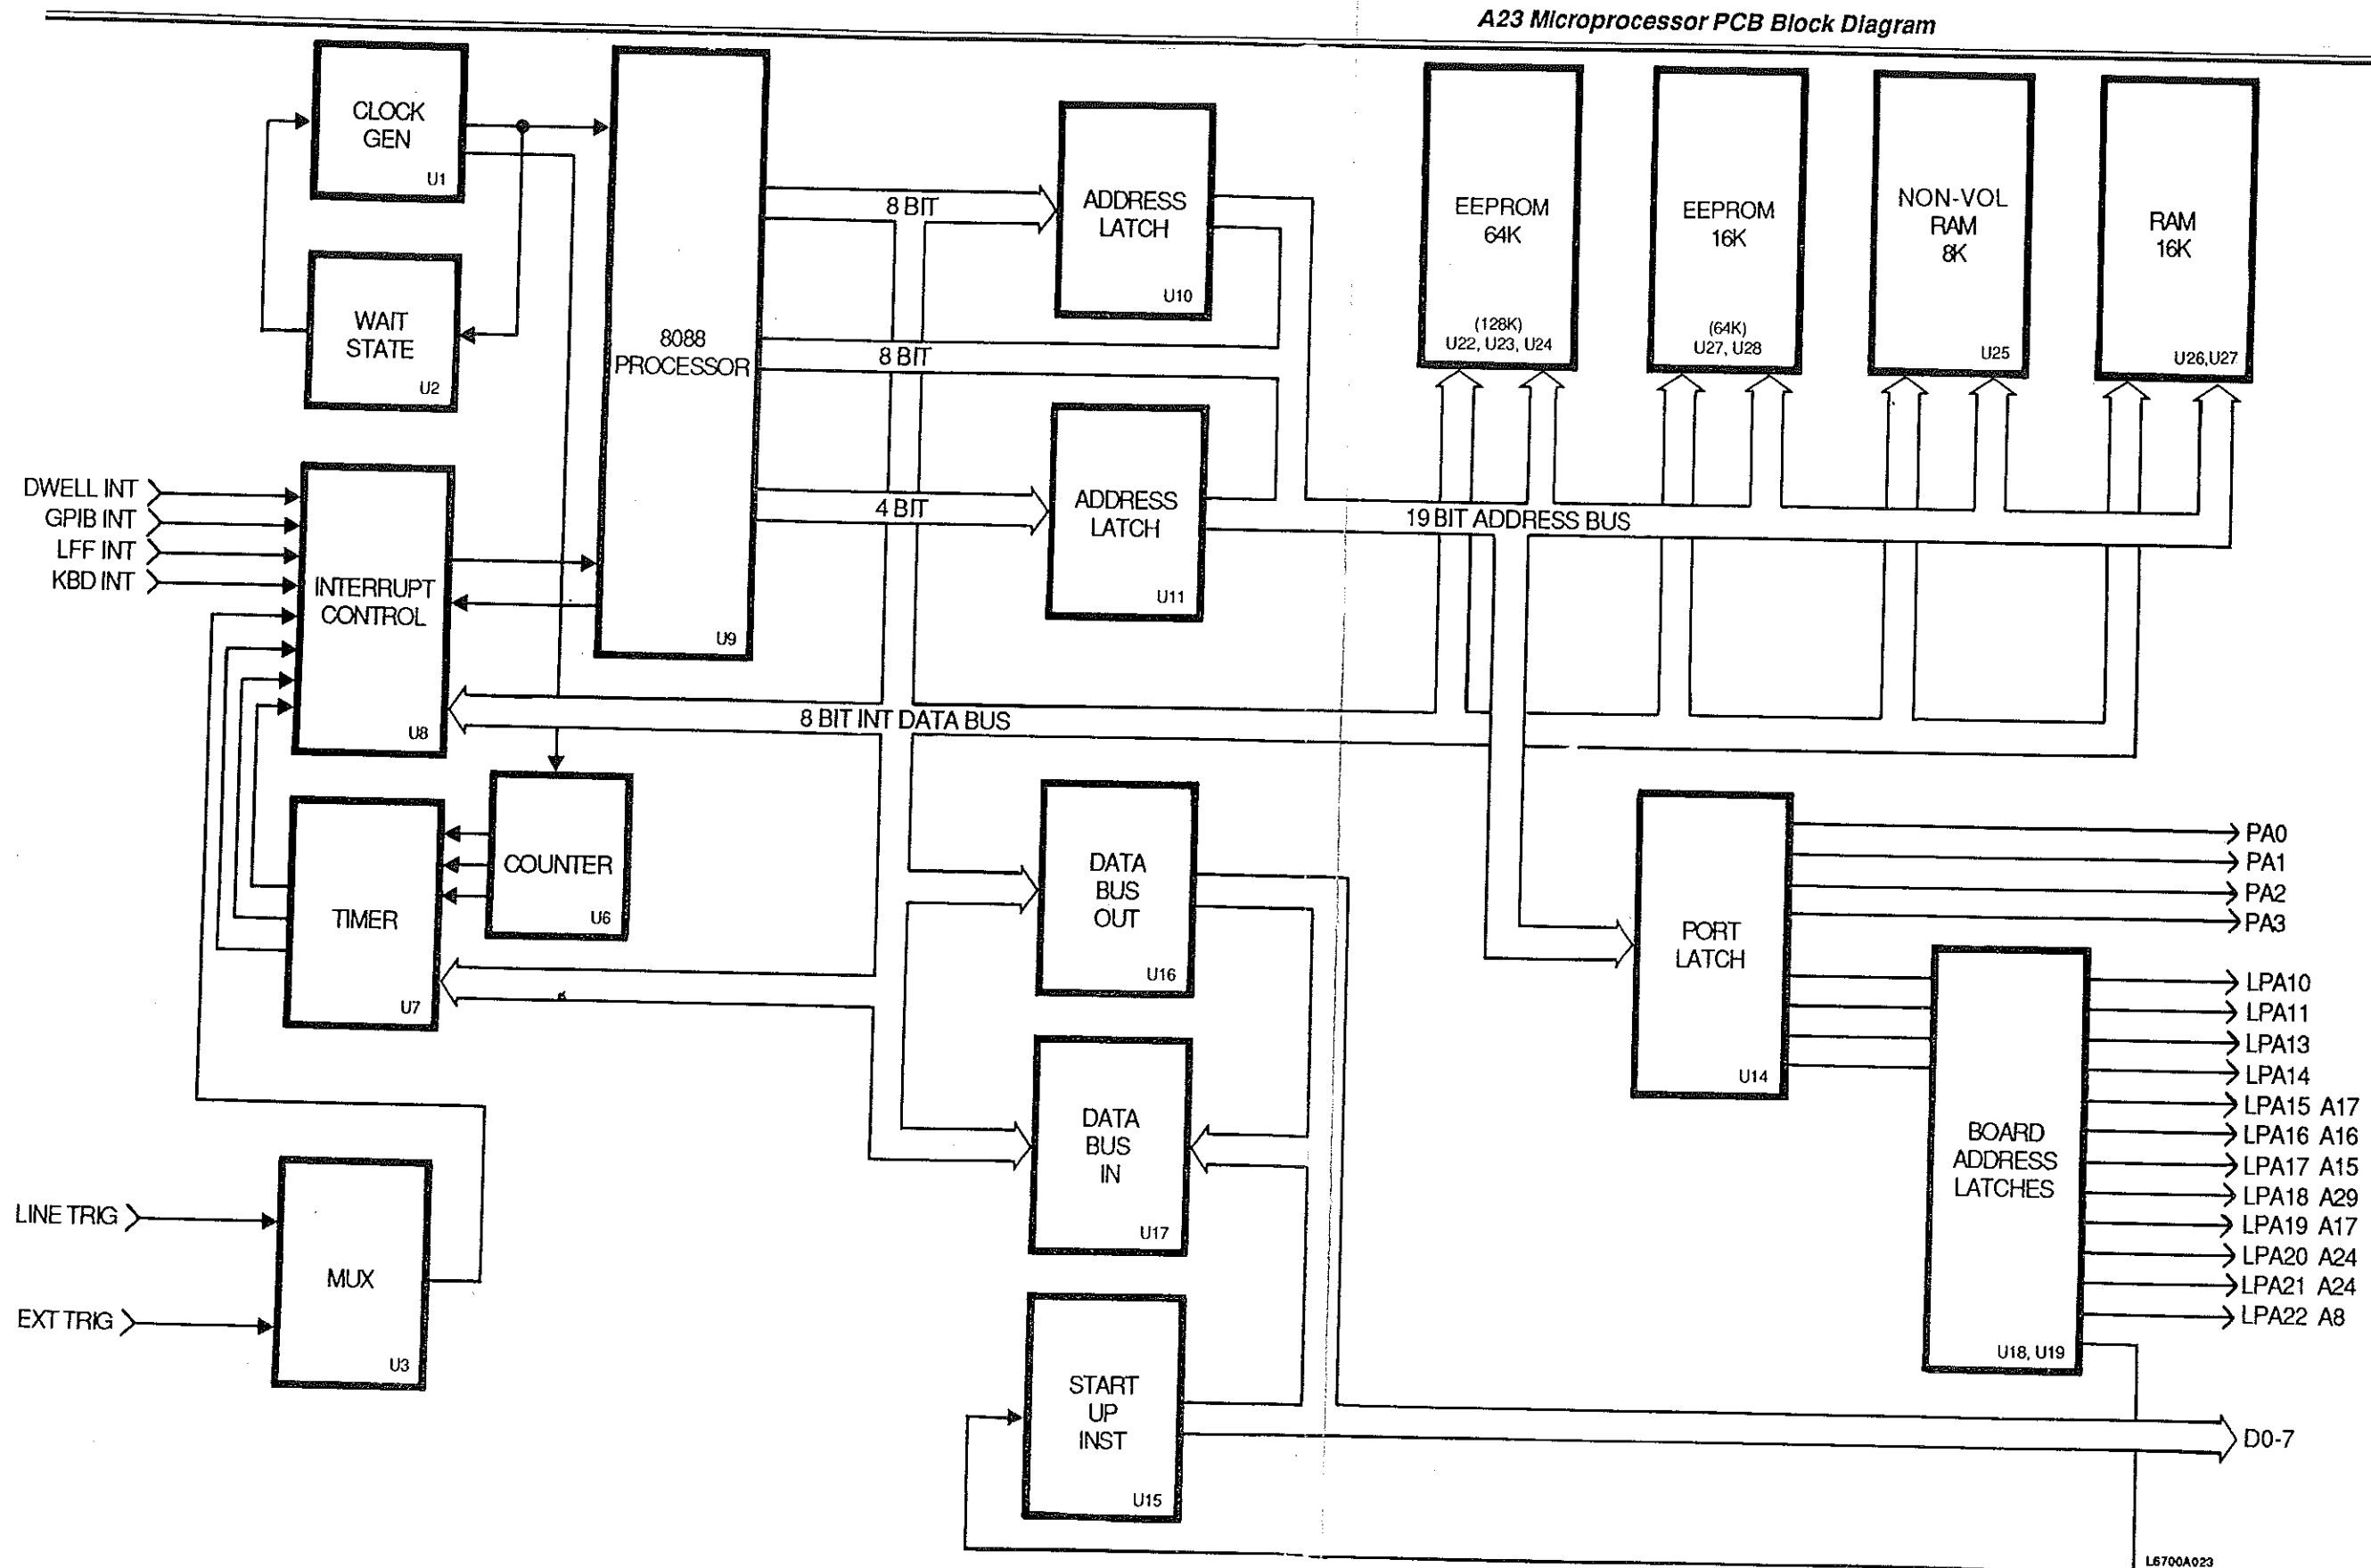 A23 Microprocessor PCB Block Diagram
CLOCK
GEN
U1
WAIT
STATE
U2
8088
PROCESSOR
U9
8 BIT
8 BIT
4 BIT
ADDRESS
LATCH
U10
ADDRESS
LATCH
U11
EEPROM
64K
(128K)
U22, U23, U24
EEPROM
16K
(64K)
U27, U28
NON-VOL
RAM
8K
U25
RAM
16K
U26,U27
DWELL INT
GPIB INT
LFF INT
KBD INT
INTERRUPT
CONTROL
U8
19 BIT ADDRESS BUS
8 BIT INT DATA BUS
TIMER
U7
COUNTER
U6
DATA
BUS
OUT
U16
DATA
BUS
IN
U17
PORT
LATCH
U14
PA0
PA1
PA2
PA3
BOARD
ADDRESS
LATCHES
U18, U19
LPA10
LPA11
LPA13
LPA14
LPA15 A17
LPA16 A16
LPA17 A15
LPA18 A29
LPA19 A17
LPA20 A24
LPA21 A24
LPA22 A8
LINE TRIG
EXT TRIG
MUX
U3
START
UP
INST
U15
D0-7
L6700A023